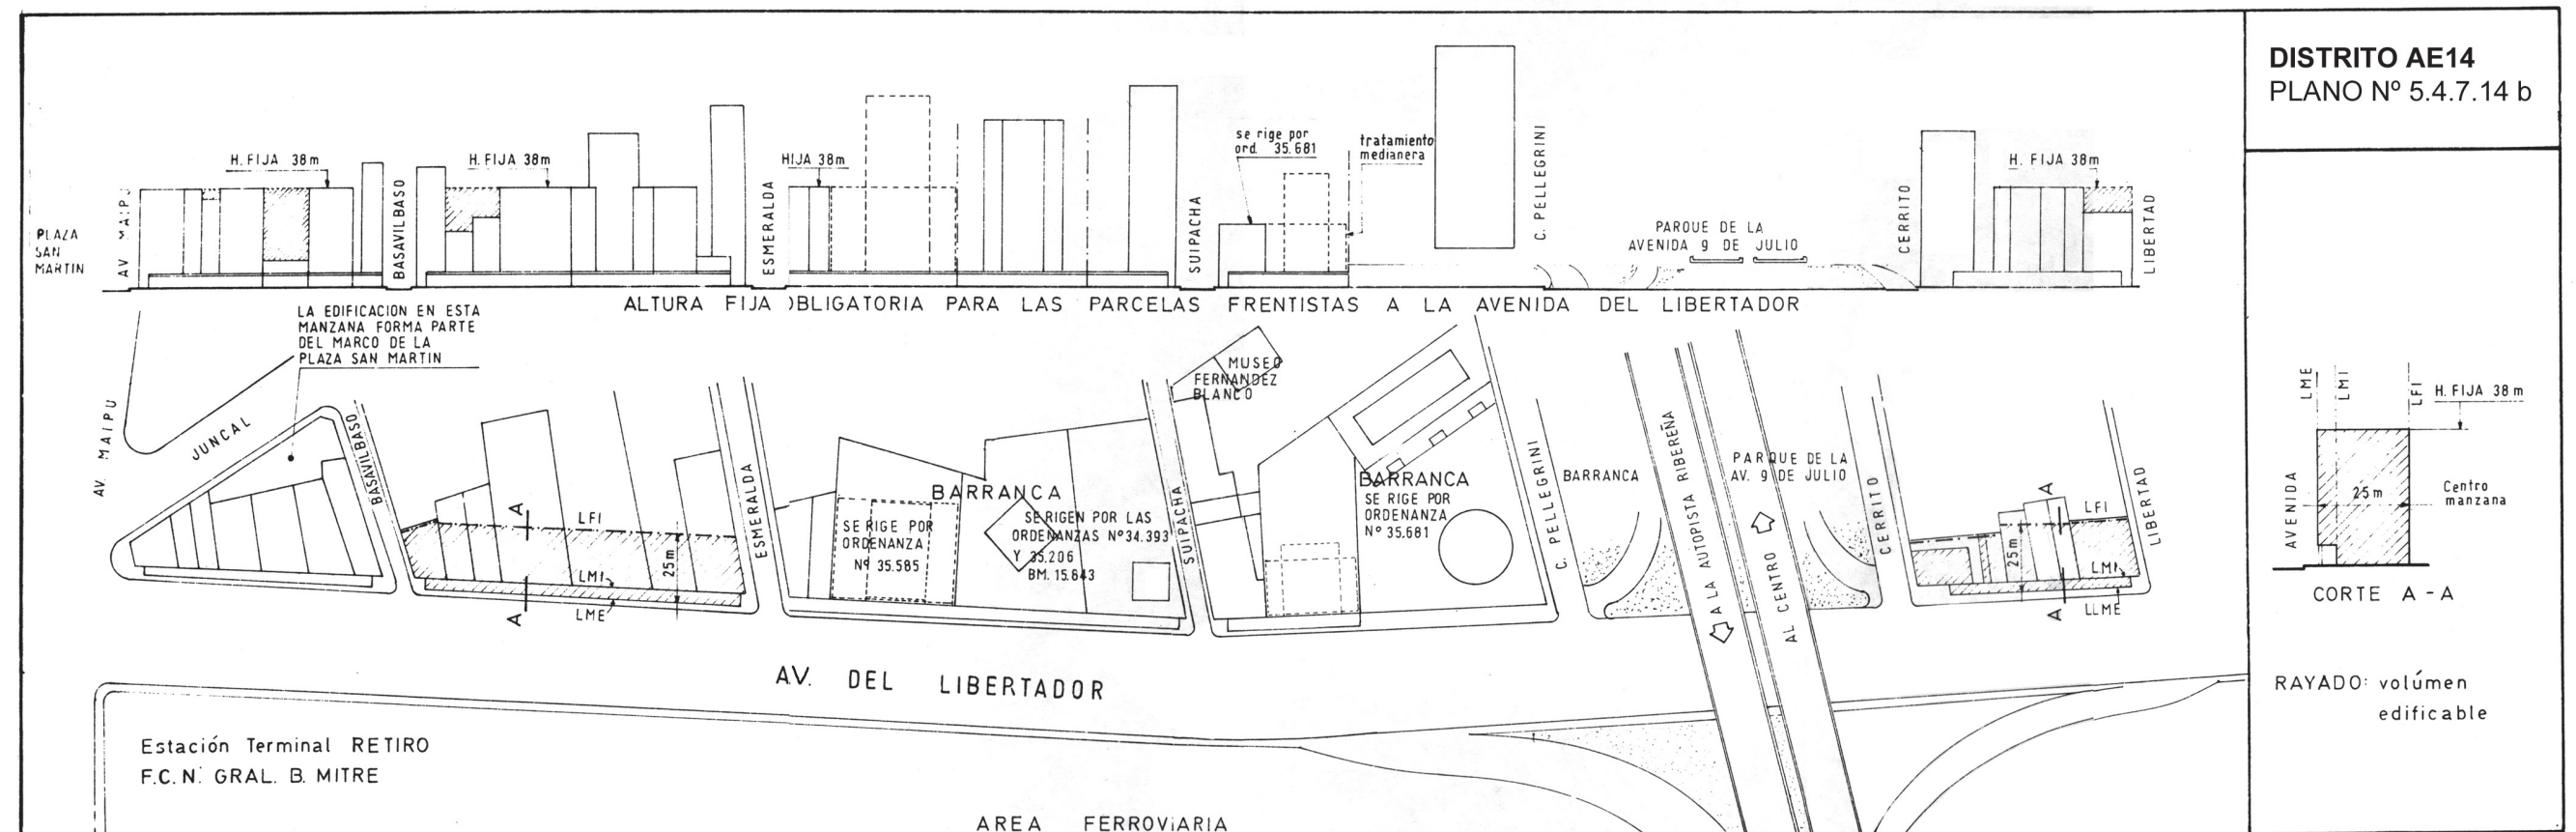 DISTRITO AE14
PLANO Nº 5.4.7.14 b
H. FIJA 38m
H. FIJA 38m
HIJA 38m
se rige por
ord. 35.681
tratamiento
medianera
H. FIJA 38m
PLAZA
SAN
MARTIN
AV MAIPU
BASAVILBASO
ESMERALDA
SUIPACHA
C. PELLEGRINI
PARQUE DE LA
AVENIDA 9 DE JULIO
CERRITO
LIBERTAD
ALTURA FIJA OBLIGATORIA PARA LAS PARCELAS FRENTISTAS A LA AVENIDA DEL LIBERTADOR
LA EDIFICACION EN ESTA
MANZANA FORMA PARTE
DEL MARCO DE LA
PLAZA SAN MARTIN
AV. MAIPU
JUNCAL
BASAVILBASO
A
LFI
25m
LMI
LME
A
ESMERALDA
BARRANCA
SE RIGE POR
ORDENANZA
Nº 35.585
SE RIGEN POR LAS
ORDENANZAS Nº 34.393
Y 35.206
BM. 15.643
SUIPACHA
MUSEO
FERNANDEZ
BLANCO
BARRANCA
SE RIGE POR
ORDENANZA
Nº 35.681
C. PELLEGRINI
BARRANCA
A LA AUTOPISTA RIBEREÑA
PARQUE DE LA
AV. 9 DE JULIO
AL CENTRO
CERRITO
A
LFI
25m
LMI
LLME
A
LIBERTAD
AV. DEL LIBERTADOR
Estación Terminal RETIRO
F.C.N. GRAL. B. MITRE
AREA FERROViARIA
LME
LMI
LFI
H. FIJA 38m
AVENIDA
25m
Centro
manzana
CORTE A-A
RAYADO: volúmen
edificable